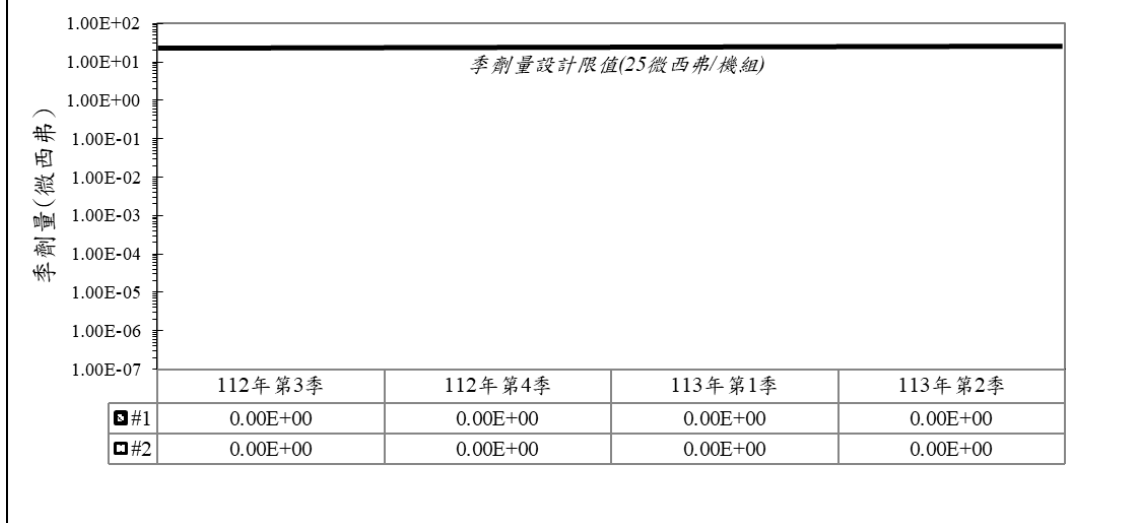 1.00E+02
季劑量設計限值(25微西弗/機組)
1.00E+01
1.00E+00
1.00E-01
1.00E-02
1.00E-03
1.00E-04
1.00E-05
1.00E-06
1.00E-07
季劑量(微西弗)
112年第3季 112年第4季 113年第1季 113年第2季
#1 0.00E+00 0.00E+00 0.00E+00 0.00E+00
#2 0.00E+00 0.00E+00 0.00E+00 0.00E+00